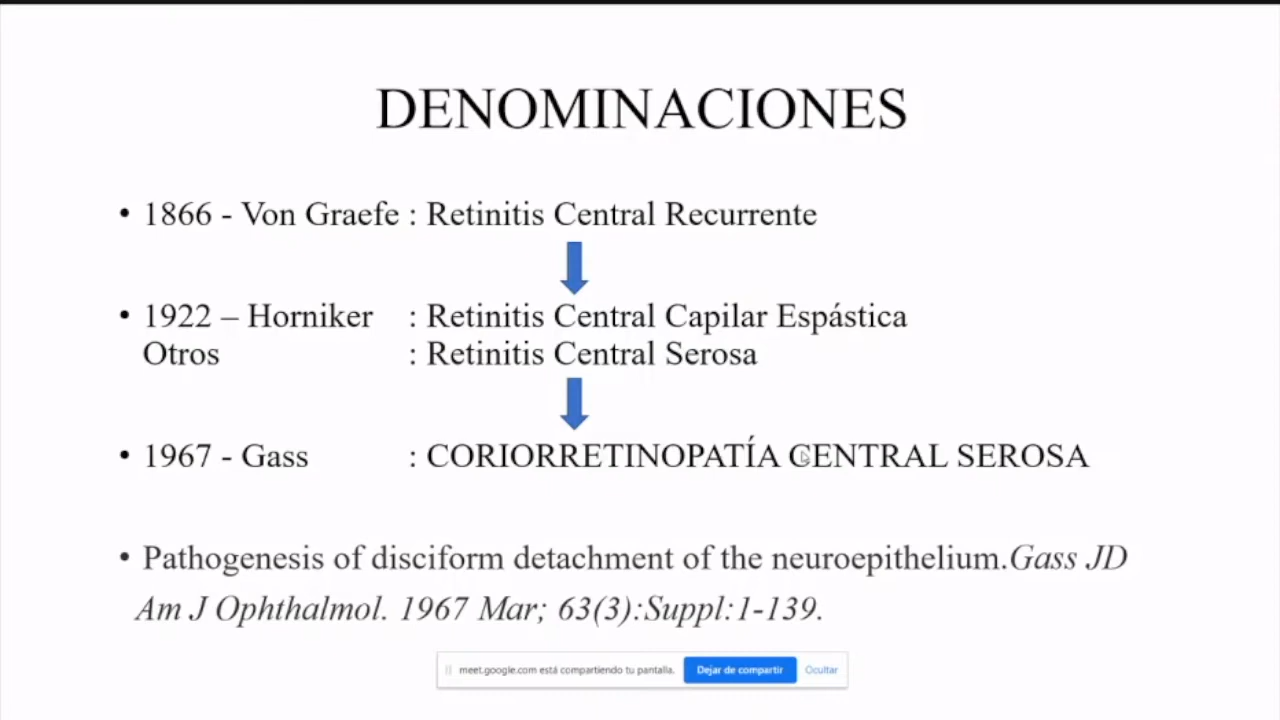 DENOMINACIONES
• 1866 - Von Graefe : Retinitis Central Recurrente
• 1922 – Horniker : Retinitis Central Capilar Espástica
Otros : Retinitis Central Serosa
• 1967 - Gass : CORIORRETINOPATÍA CENTRAL SEROSA
• Pathogenesis of disciform detachment of the neuroepithelium.Gass JD
Am J Ophthalmol. 1967 Mar; 63(3):Suppl:1-139.
meet.google.com está compartiendo tu pantalla. Dejar de compartir Ocultar